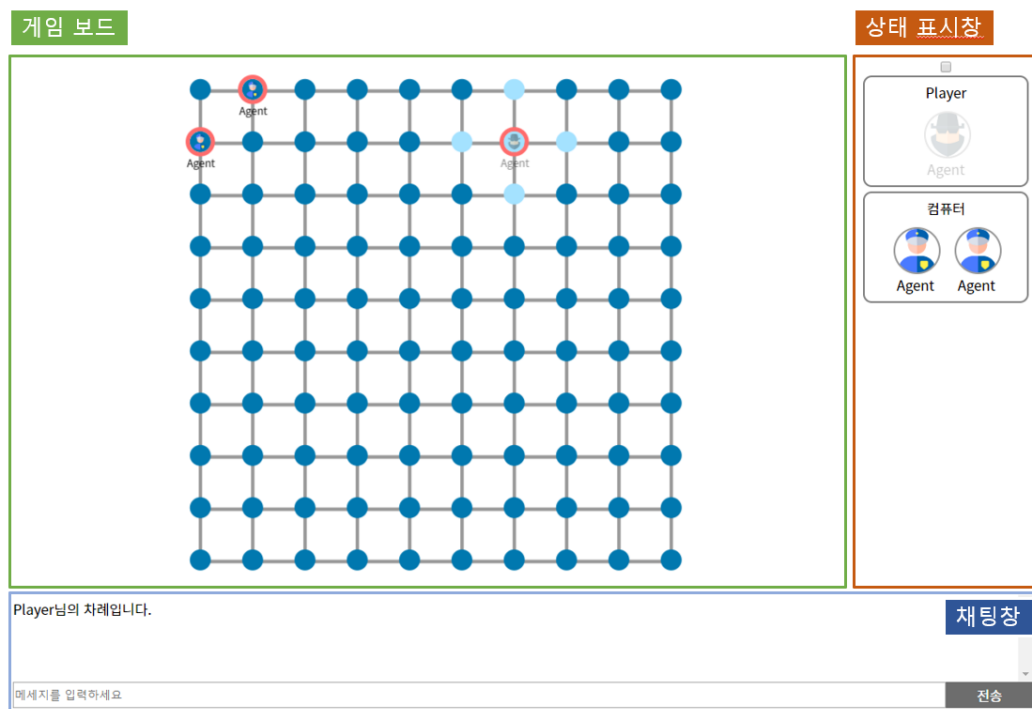 게임 보드
상태 표시창
Agent
Agent
Agent
Player
Agent
컴퓨터
Agent Agent
Player님의 차례입니다.
채팅창
메세지를 입력하세요
전송